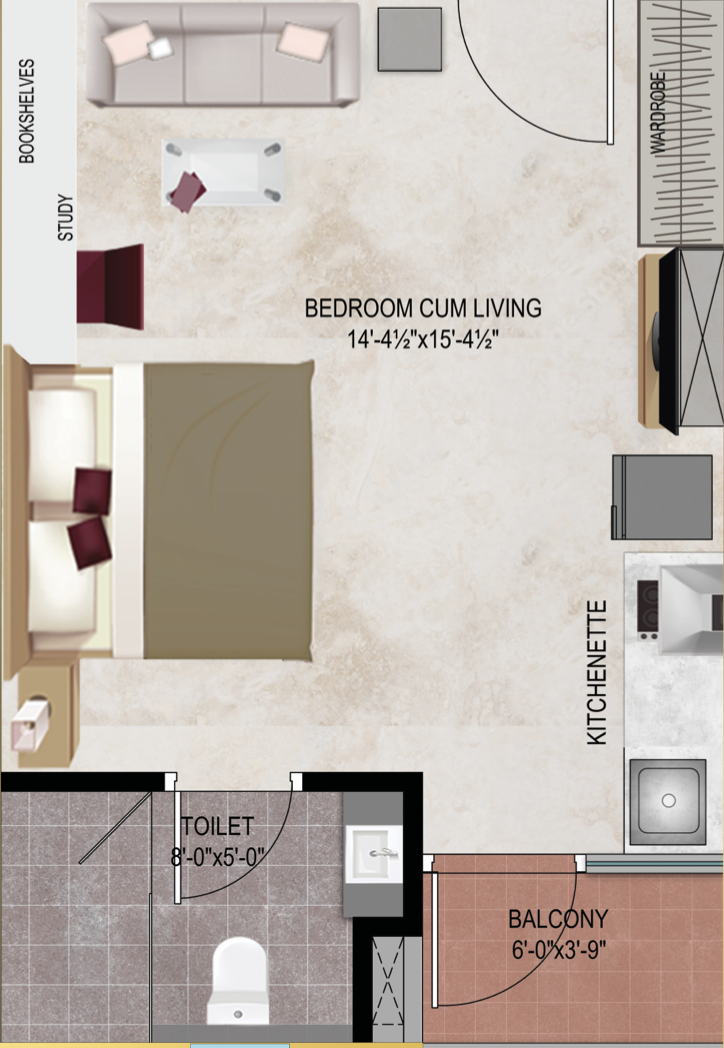 BOOKSHELVES
STUDY
WARDROBE
BEDROOM CUM LIVING
14'-4½"x15'-4½"
KITCHENETTE
TOILET
8'-0"x5'-0"
BALCONY
6'-0"x3'-9"